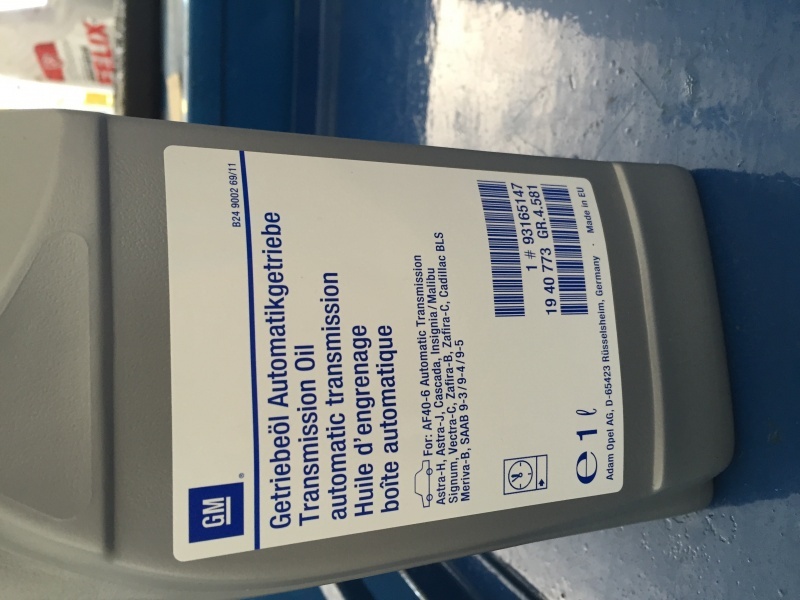 FELIX
GM
®
B24 9002 69/11
Getriebeöl Automatikgetriebe
Transmission Oil
automatic transmission
Huile d'engrenage
boîte automatique
For: AF40-6 Automatic Transmission
Astra-H, Astra-J, Cascada, Insignia/Malibu
Signum, Vectra-C, Zafira-B, Zafira-C, Cadillac BLS
Meriva-B, SAAB 9-3/9-4/9-5
1 # 93165147
19 40 773 GR.4.581
e 1 ℓ
Adam Opel AG, D-65423 Rüsselsheim, Germany · Made in EU